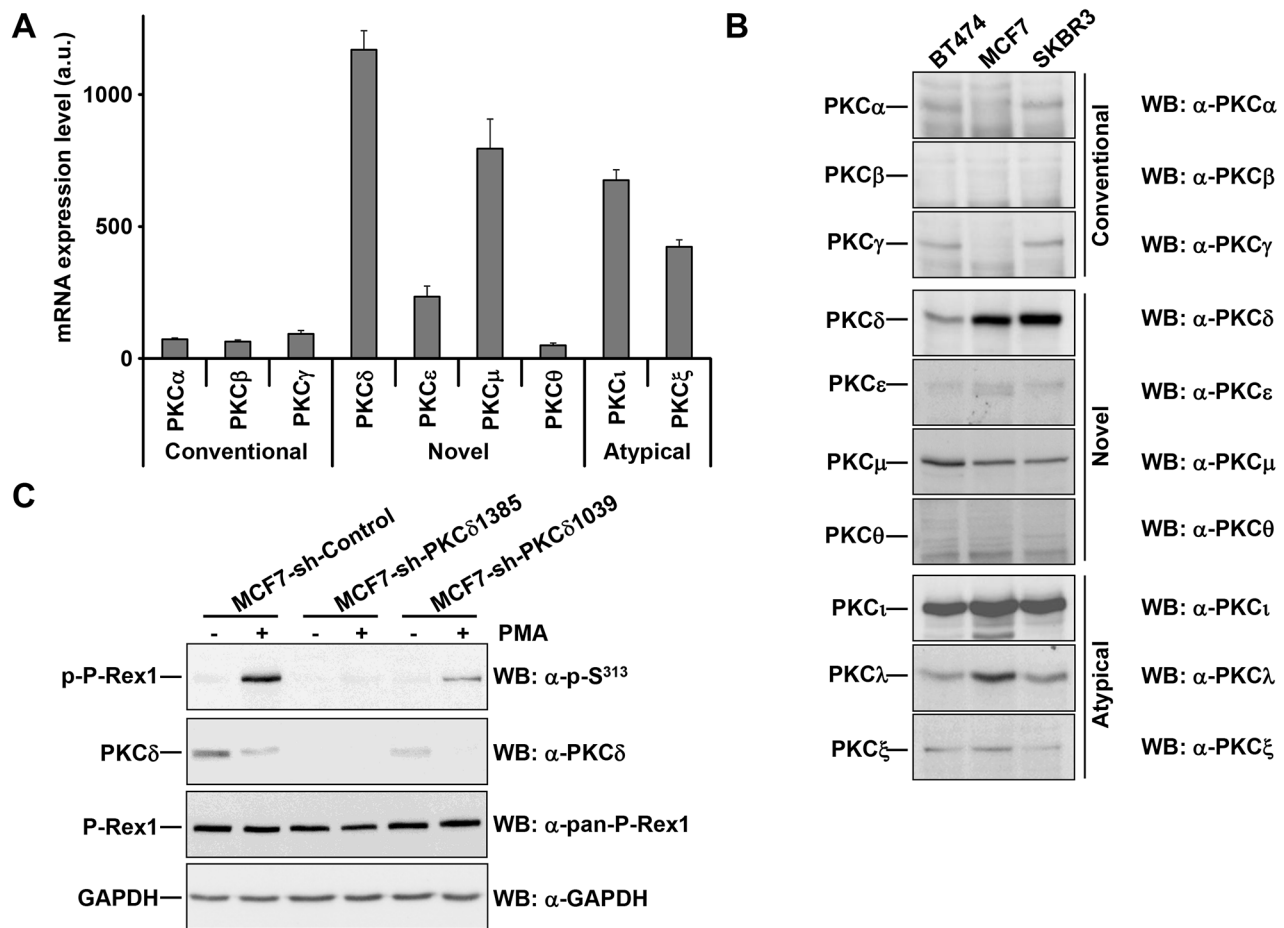 A
mRNA expression level (a.u.)
1000
500
0
PKCα
PKCβ
PKCγ
PKCδ
PKCε
PKCμ
PKCθ
PKCι
PKCξ
Conventional
Novel
Atypical
B
BT474
MCF7
SKBR3
PKCα
WB: α-PKCα
PKCβ
WB: α-PKCβ
PKCγ
WB: α-PKCγ
Conventional
PKCδ
WB: α-PKCδ
PKCε
WB: α-PKCε
PKCμ
WB: α-PKCμ
PKCθ
WB: α-PKCθ
Novel
PKCι
WB: α-PKCι
PKCλ
WB: α-PKCλ
PKCξ
WB: α-PKCξ
Atypical
C
MCF7-sh-Control
MCF7-sh-PKCδ1385
MCF7-sh-PKCδ1039
- + - + - + PMA
p-P-Rex1
WB: α-p-S³¹³
PKCδ
WB: α-PKCδ
P-Rex1
WB: α-pan-P-Rex1
GAPDH
WB: α-GAPDH